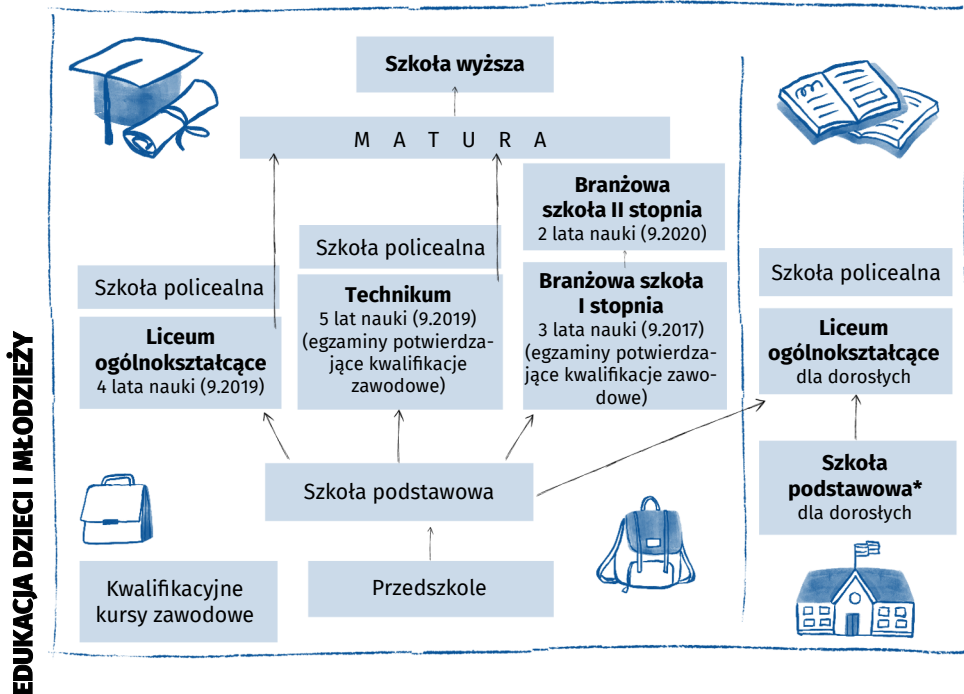 EDUKACJA DZIECI I MŁODZIEŻY
Szkoła wyższa
M A T U R A
Branżowa
szkoła II stopnia
2 lata nauki (9.2020)
Szkoła policealna
Technikum
5 lat nauki (9.2019)
(egzaminy potwierdza-
jące kwalifikacje
zawodowe)
Branżowa szkoła
I stopnia
3 lata nauki (9.2017)
(egzaminy potwierdza-
jące kwalifikacje zawo-
dowe)
Szkoła policealna
Liceum
ogólnokształcące
4 lata nauki (9.2019)
Szkoła podstawowa
Kwalifikacyjne
kursy zawodowe
Przedszkole
Szkoła policealna
Liceum
ogólnokształcące
dla dorosłych
Szkoła
podstawowa*
dla dorosłych